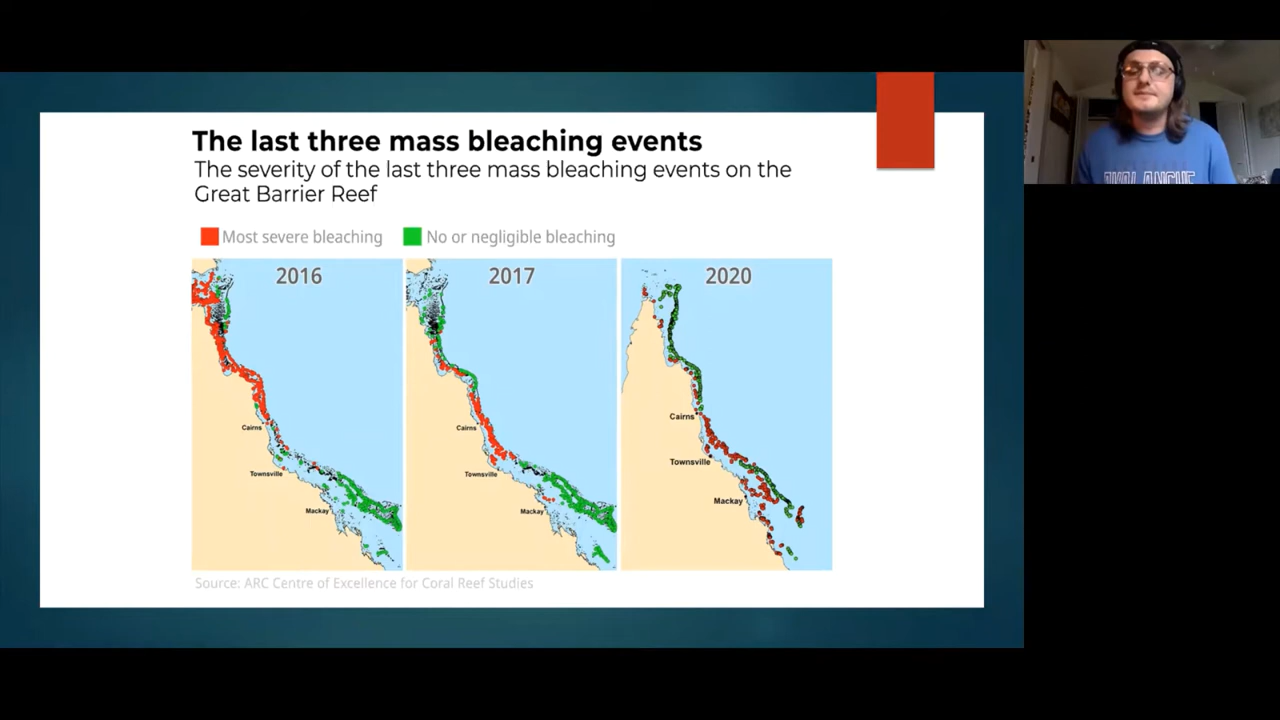 The last three mass bleaching events
The severity of the last three mass bleaching events on the
Great Barrier Reef
Most severe bleaching
No or negligible bleaching
2016
2017
2020
Cairns
Townsville
Mackay
Cairns
Townsville
Mackay
Cairns
Townsville
Mackay
Source: ARC Centre of Excellence for Coral Reef Studies
AVALANCHE